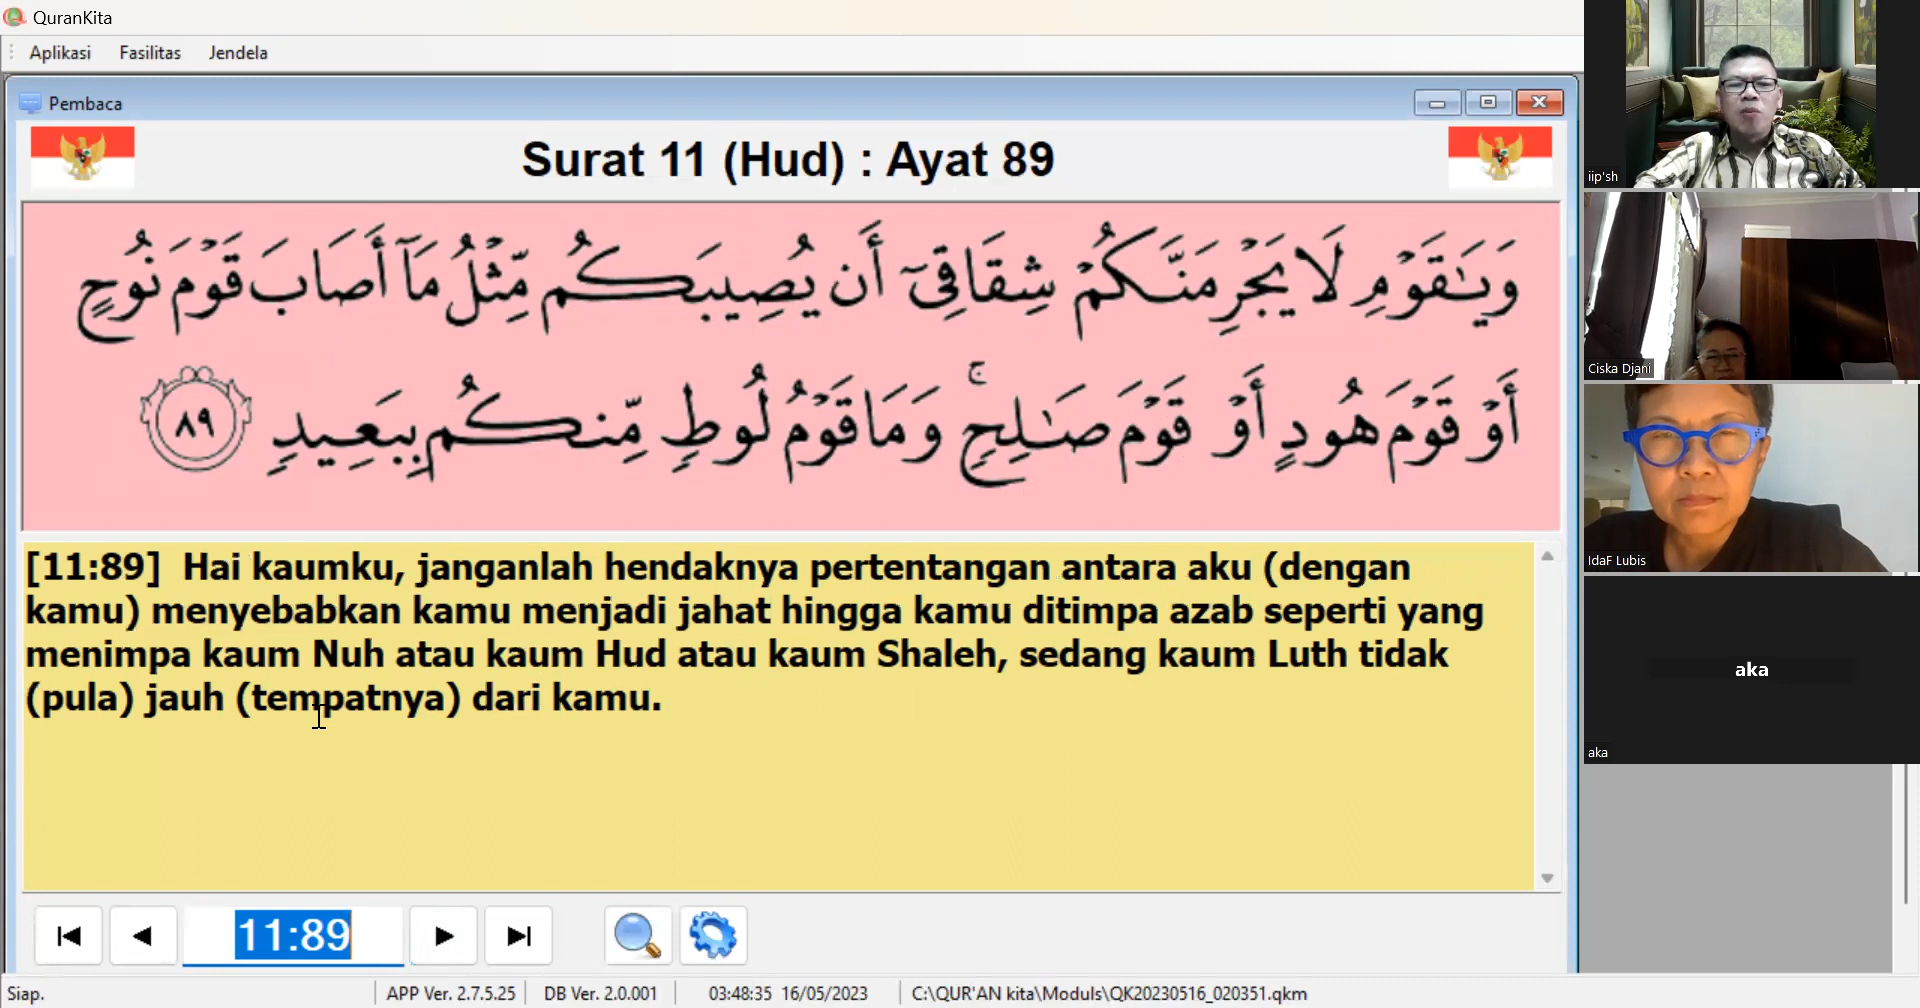 QuranKita
Aplikasi Fasilitas Jendela
Pembaca
Surat 11 (Hud) : Ayat 89
وَيَـٰقَوْمِ لَا يَجْرِمَنَّكُمْ شِقَاقِىٓ أَن يُصِيبَكُم مِّثْلُ مَآ أَصَابَ قَوْمَ نُوحٍ
أَوْ قَوْمَ هُودٍ أَوْ قَوْمَ صَـٰلِحٍ ۚ وَمَا قَوْمُ لُوطٍ مِّنكُم بِبَعِيدٍ ٨٩
[11:89] Hai kaumku, janganlah hendaknya pertentangan antara aku (dengan
kamu) menyebabkan kamu menjadi jahat hingga kamu ditimpa azab seperti yang
menimpa kaum Nuh atau kaum Hud atau kaum Shaleh, sedang kaum Luth tidak
(pula) jauh (tempatnya) dari kamu.
11:89
Siap. APP Ver. 2.7.5.25 DB Ver. 2.0.001 03:48:35 16/05/2023 C:\QUR'AN kita\Moduls\QK20230516_020351.qkm
iip'sh
Ciska Djani
IdaF Lubis
aka
aka